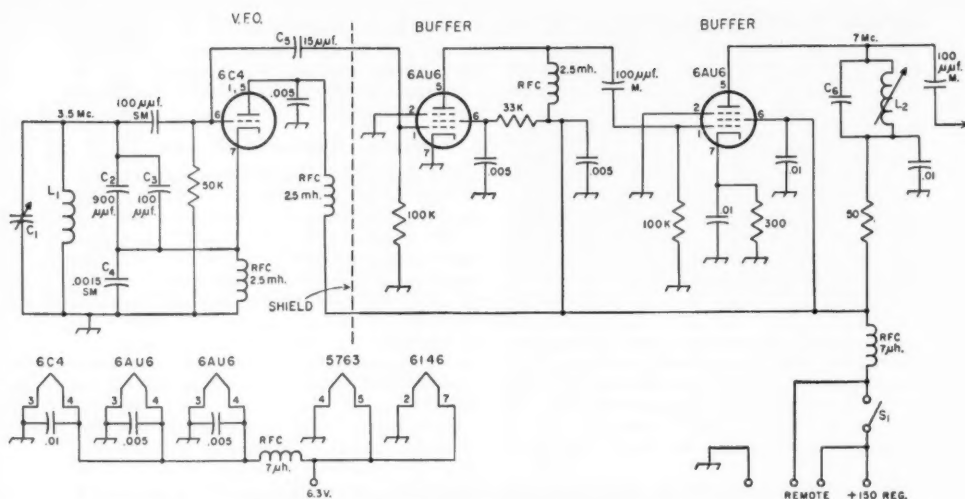 V.F.O.
BUFFER
BUFFER
C5
15 μμf.
7 Mc.
6C4
1, 5
6AU6
5
RFC
2.5 mh.
100 μμf.
M.
6AU6
5
100
μμf.
M.
3.5 Mc.
100 μμf.
SM
6
.005
2
1
33K
6
2
1
6
C6
L2
7
7
7
.005
.005
.01
.01
L1
C2
900
μμf.
C3
100
μμf.
50K
RFC
2.5 mh.
100K
100K
.01
300
50
C1
C4
.0015
SM
RFC
2.5 mh.
SHIELD
RFC
7 μh.
6C4
6AU6
6AU6
5763
6146
3
4
3
4
3
4
4
5
2
7
.01
.005
.005
RFC
7 μh.
6.3 V.
S1
REMOTE
+150 REG.